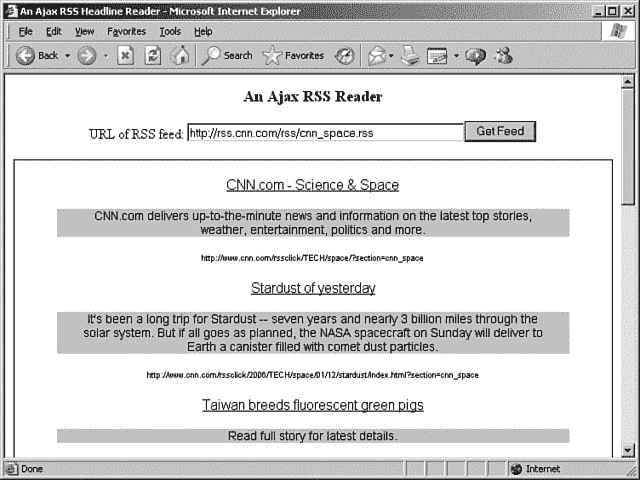 An Ajax RSS Headline Reader - Microsoft Internet Explorer
File Edit View Favorites Tools Help
Back Search Favorites
An Ajax RSS Reader
URL of RSS feed: http://rss.cnn.com/rss/cnn_space.rss Get Feed
CNN.com - Science & Space
CNN.com delivers up-to-the-minute news and information on the latest top stories,
weather, entertainment, politics and more.
http://www.cnn.com/rssclick/TECH/space/?section=cnn_space
Stardust of yesterday
It's been a long trip for Stardust -- seven years and nearly 3 billion miles through the
solar system. But if all goes as planned, the NASA spacecraft on Sunday will deliver to
Earth a canister filled with comet dust particles.
http://www.cnn.com/rssclick/2006/TECH/space/01/12/stardust/index.html?section=cnn_space
Taiwan breeds fluorescent green pigs
Read full story for latest details.
Done Internet